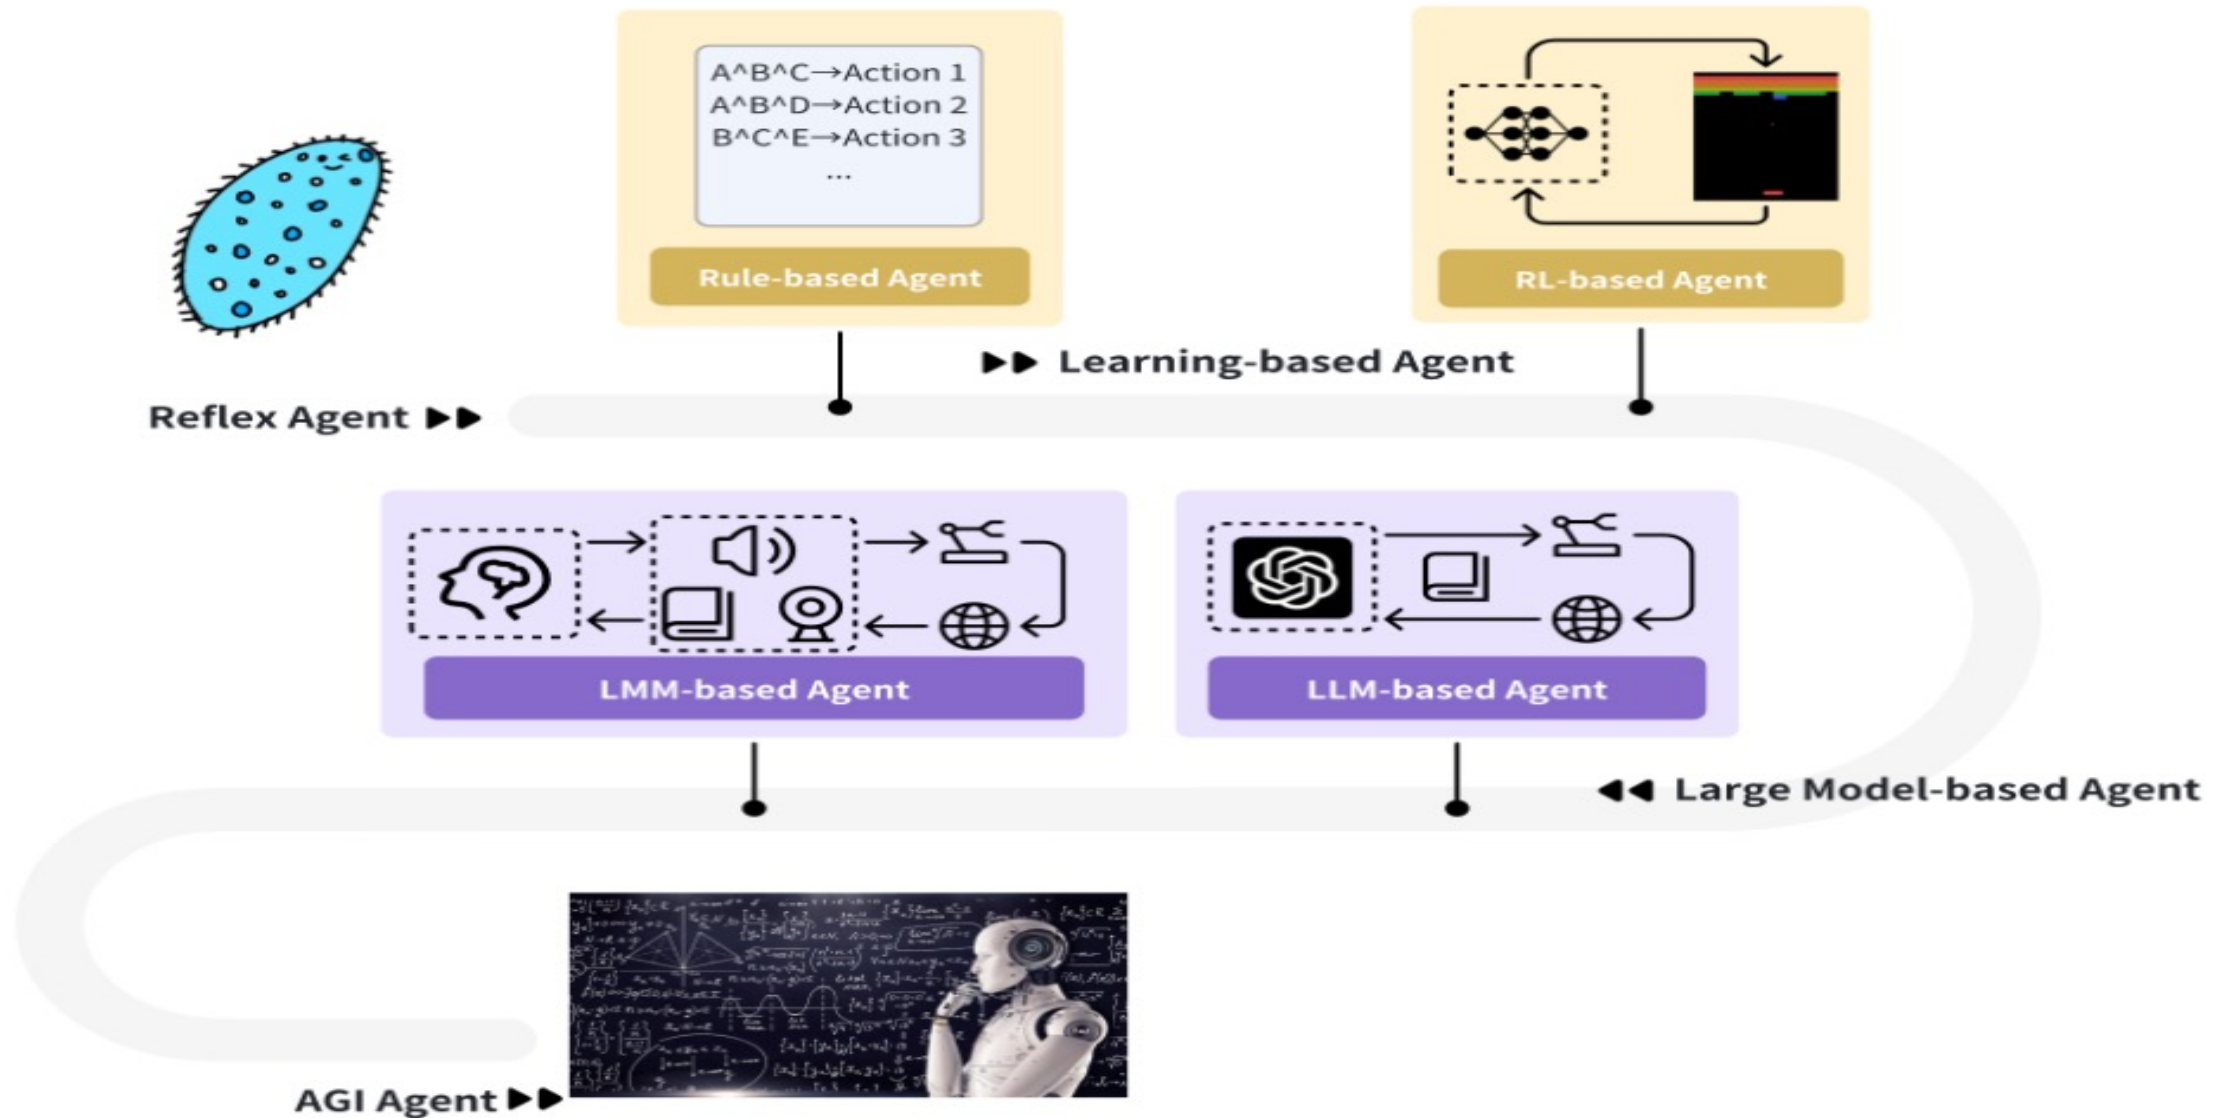 A^B^C→Action 1
A^B^D→Action 2
B^C^E→Action 3
...
Rule-based Agent
RL-based Agent
Learning-based Agent
Reflex Agent
LMM-based Agent
LLM-based Agent
Large Model-based Agent
AGI Agent